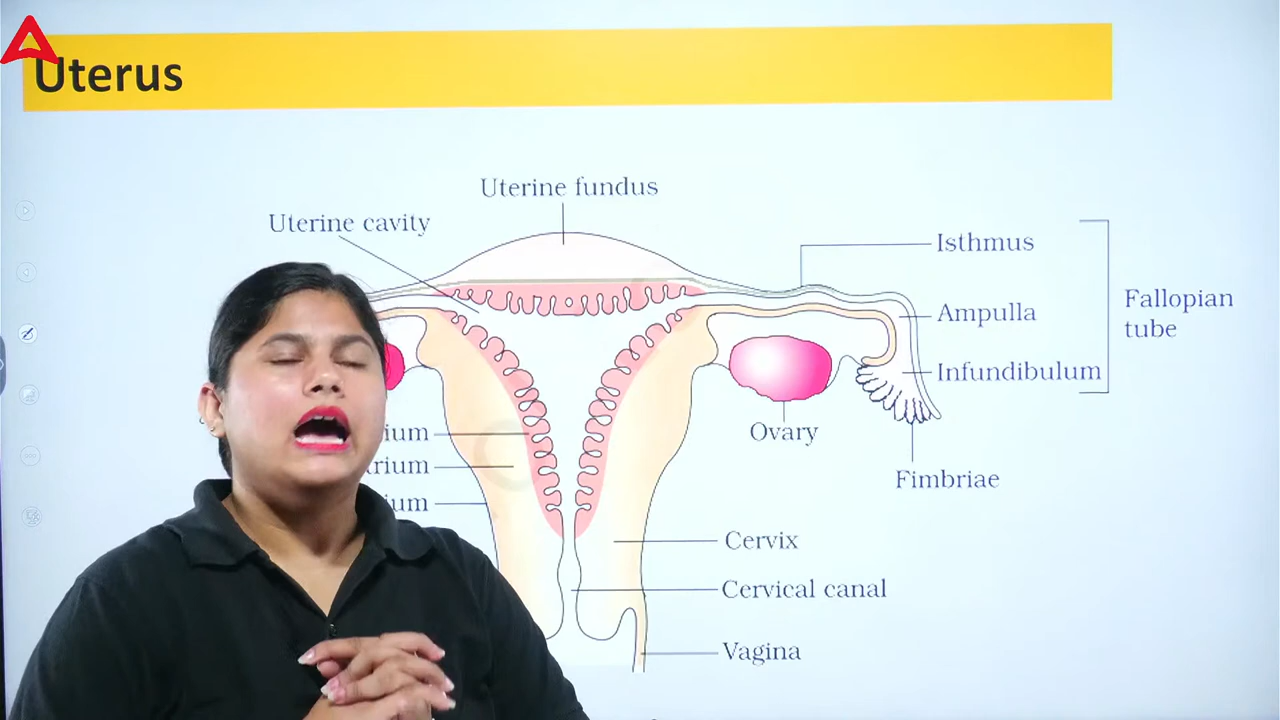 Uterus
Uterine fundus
Uterine cavity
Isthmus
Ampulla
Fallopian
tube
Infundibulum
Ovary
Fimbriae
Cervix
Cervical canal
Vagina